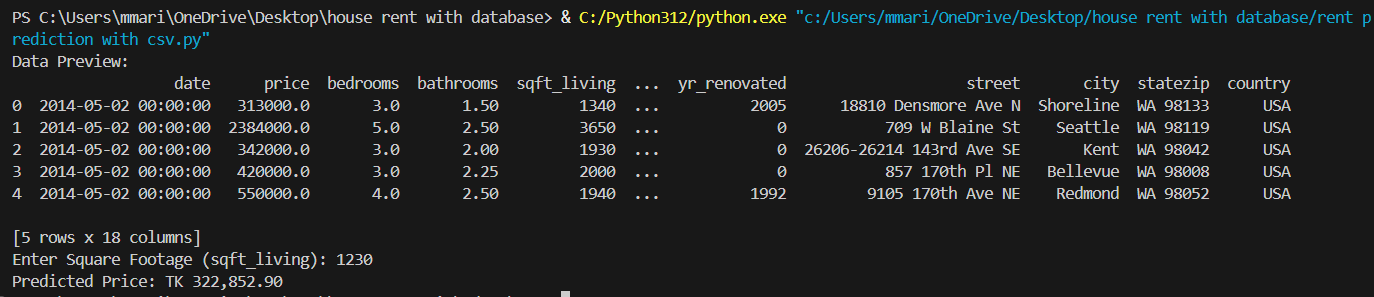 PS C:\Users\mmari\OneDrive\Desktop\house rent with database> & C:/Python312/python.exe "c:/Users/mmari/OneDrive/Desktop/house rent with database/rent p
rediction with csv.py"
Data Preview:
date price bedrooms bathrooms sqft_living ... yr_renovated street city statezip country
0 2014-05-02 00:00:00 313000.0 3.0 1.50 1340 ... 2005 18810 Densmore Ave N Shoreline WA 98133 USA
1 2014-05-02 00:00:00 2384000.0 5.0 2.50 3650 ... 0 709 W Blaine St Seattle WA 98119 USA
2 2014-05-02 00:00:00 342000.0 3.0 2.00 1930 ... 0 26206-26214 143rd Ave SE Kent WA 98042 USA
3 2014-05-02 00:00:00 420000.0 3.0 2.25 2000 ... 0 857 170th Pl NE Bellevue WA 98008 USA
4 2014-05-02 00:00:00 550000.0 4.0 2.50 1940 ... 1992 9105 170th Ave NE Redmond WA 98052 USA
[5 rows x 18 columns]
Enter Square Footage (sqft_living): 1230
Predicted Price: TK 322,852.90